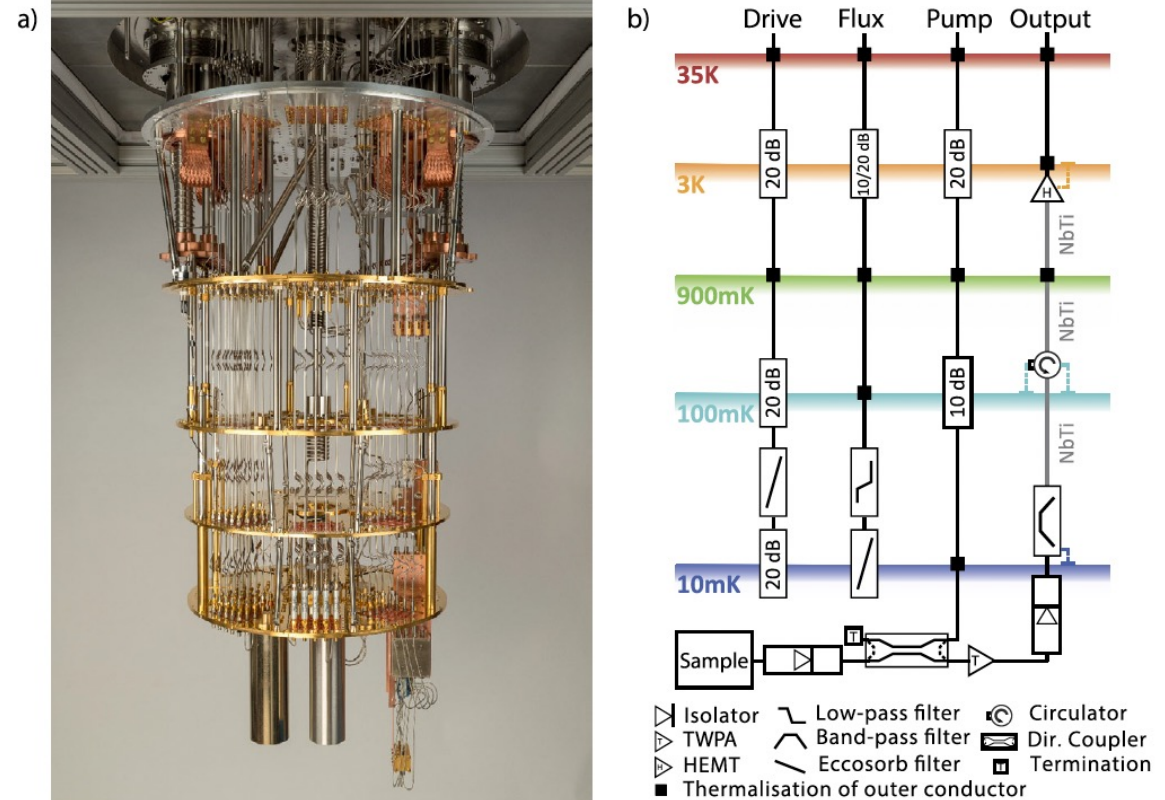 a)
b)
Drive Flux Pump Output
35K
20 dB 10/20 dB 20 dB
3K
H
NbTi
900mK
NbTi
20 dB 10 dB
100mK
NbTi
20 dB
10mK
T
Sample T
Isolator Low-pass filter Circulator
T TWPA Band-pass filter Dir. Coupler
H HEMT Eccosorb filter T Termination
Thermalisation of outer conductor